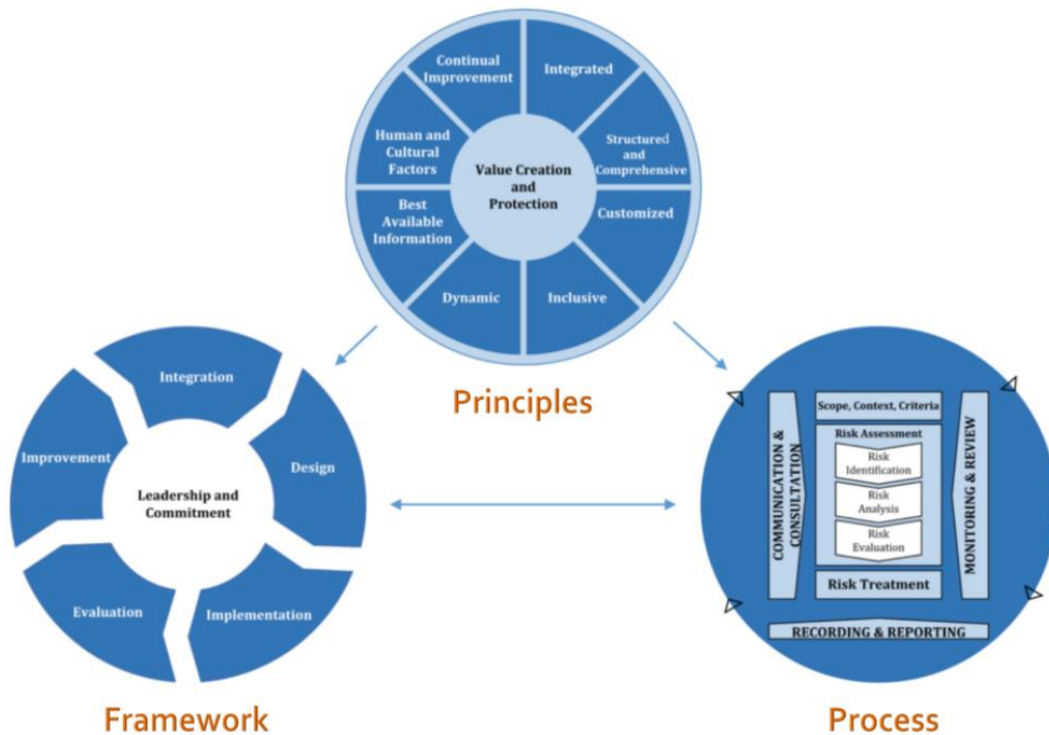 Continual
Improvement
Integrated
Human and
Cultural
Factors
Structured
and
Comprehensive
Value Creation
and
Protection
Best
Available
Information
Customized
Dynamic
Inclusive
Principles
Integration
Improvement
Design
Leadership and
Commitment
Evaluation
Implementation
Framework
Scope, Context, Criteria
COMMUNICATION &
CONSULTATION
Risk Assessment
Risk
Identification
Risk
Analysis
Risk
Evaluation
MONITORING & REVIEW
Risk Treatment
RECORDING & REPORTING
Process